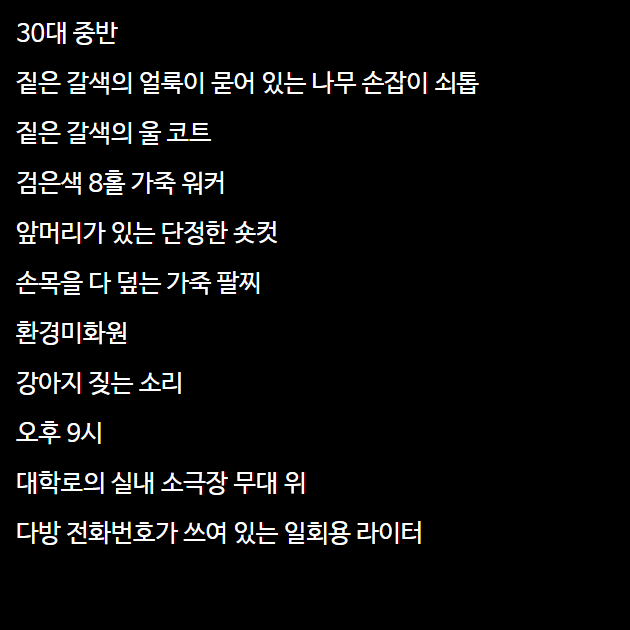 30대 중반
짙은 갈색의 얼룩이 묻어 있는 나무 손잡이 쇠톱
짙은 갈색의 울 코트
검은색 8홀 가죽 워커
앞머리가 있는 단정한 숏컷
손목을 다 덮는 가죽 팔찌
환경미화원
강아지 짖는 소리
오후 9시
대학로의 실내 소극장 무대 위
다방 전화번호가 쓰여 있는 일회용 라이터